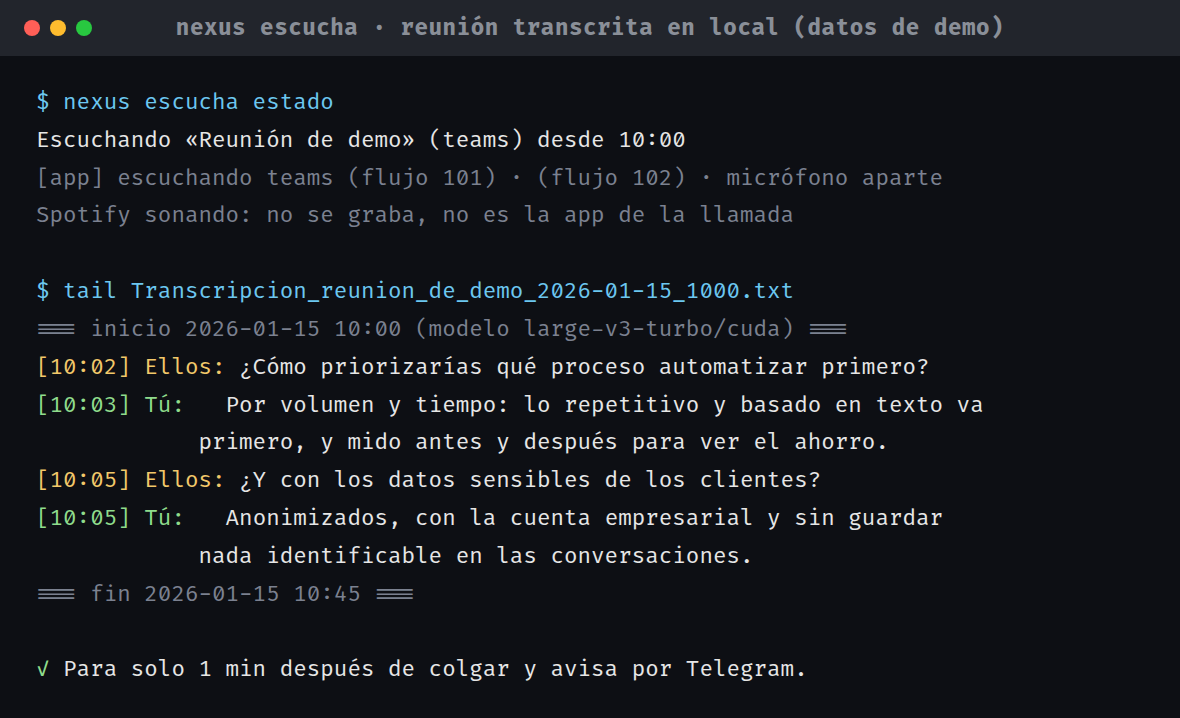 nexus escucha · reunión transcrita en local (datos de demo)
$ nexus escucha estado
Escuchando «Reunión de demo» (teams) desde 10:00
[app] escuchando teams (flujo 101) · (flujo 102) · micrófono aparte
Spotify sonando: no se graba, no es la app de la llamada
$ tail Transcripcion_reunion_de_demo_2026-01-15_1000.txt
=== inicio 2026-01-15 10:00 (modelo large-v3-turbo/cuda) ===
[10:02] Ellos: ¿Cómo priorizarías qué proceso automatizar primero?
[10:03] Tú: Por volumen y tiempo: lo repetitivo y basado en texto va
primero, y mido antes y después para ver el ahorro.
[10:05] Ellos: ¿Y con los datos sensibles de los clientes?
[10:05] Tú: Anonimizados, con la cuenta empresarial y sin guardar
nada identificable en las conversaciones.
=== fin 2026-01-15 10:45 ===
√ Para solo 1 min después de colgar y avisa por Telegram.